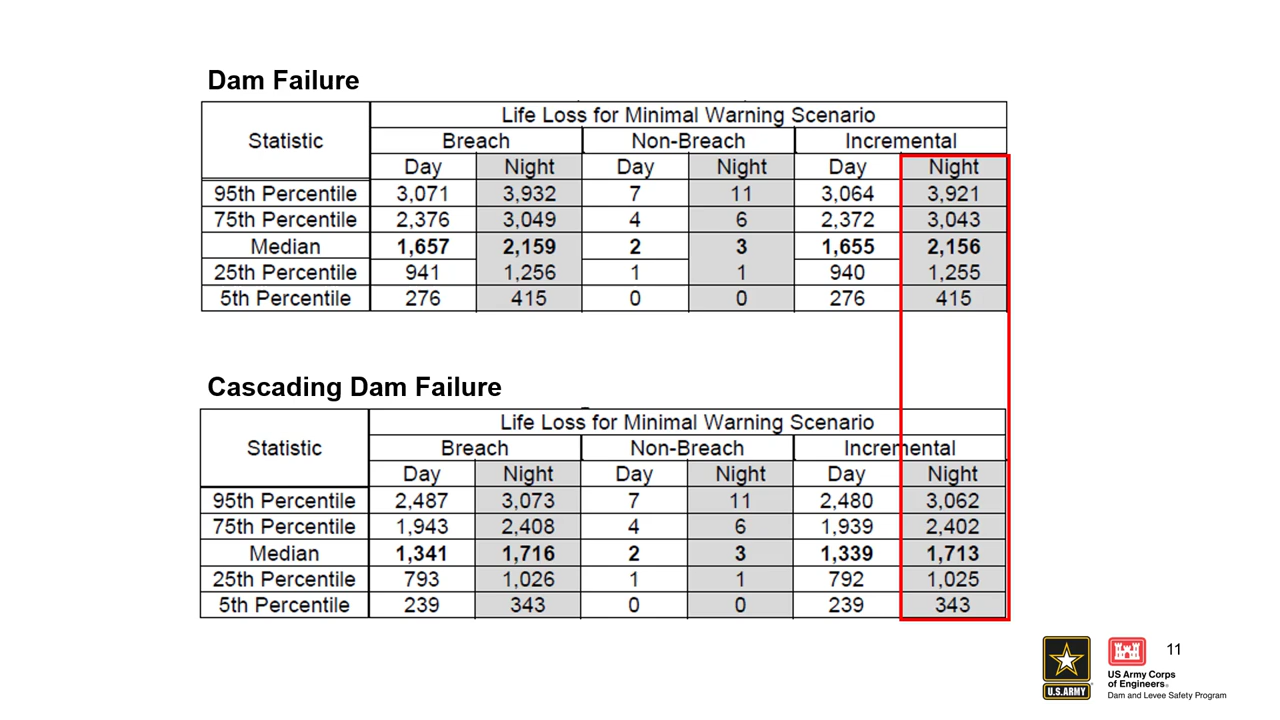 Dam Failure
Statistic
Life Loss for Minimal Warning Scenario
Breach Non-Breach Incremental
Day Night Day Night Day Night
95th Percentile 3,071 3,932 7 11 3,064 3,921
75th Percentile 2,376 3,049 4 6 2,372 3,043
Median 1,657 2,159 2 3 1,655 2,156
25th Percentile 941 1,256 1 1 940 1,255
5th Percentile 276 415 0 0 276 415
Cascading Dam Failure
Statistic
Life Loss for Minimal Warning Scenario
Breach Non-Breach Incremental
Day Night Day Night Day Night
95th Percentile 2,487 3,073 7 11 2,480 3,062
75th Percentile 1,943 2,408 4 6 1,939 2,402
Median 1,341 1,716 2 3 1,339 1,713
25th Percentile 793 1,026 1 1 792 1,025
5th Percentile 239 343 0 0 239 343
11
U.S. ARMY
US Army Corps
of Engineers®
Dam and Levee Safety Program